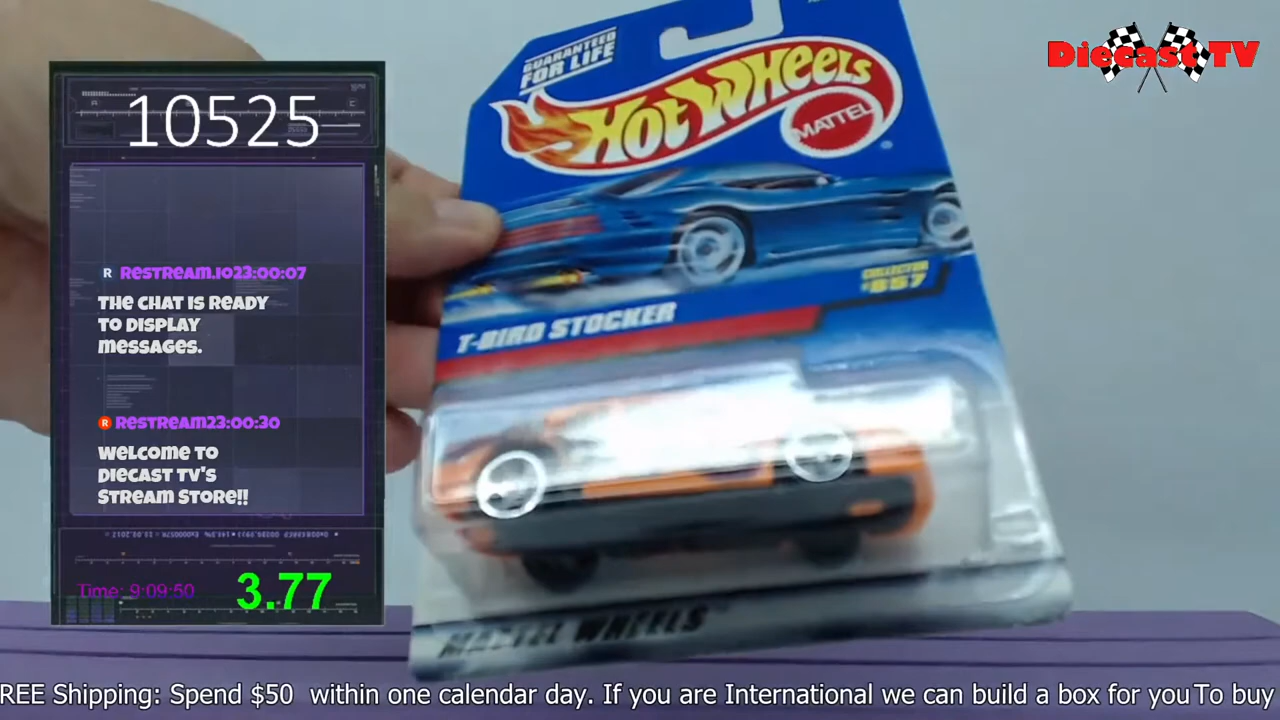 10525
Restream.io23:00:07
The chat is ready
to display
messages.
Restream23:00:30
Welcome to
Diecast TV's
Stream Store!!
Time: 9:09:50
3.77
GUARANTEED
FOR LIFE
Hot Wheels
MATTEL
COLLECTOR
#857
T-BIRD STOCKER
MATTEL WHEELS
Diecast TV
REE Shipping: Spend $50 within one calendar day. If you are International we can build a box for you To buy